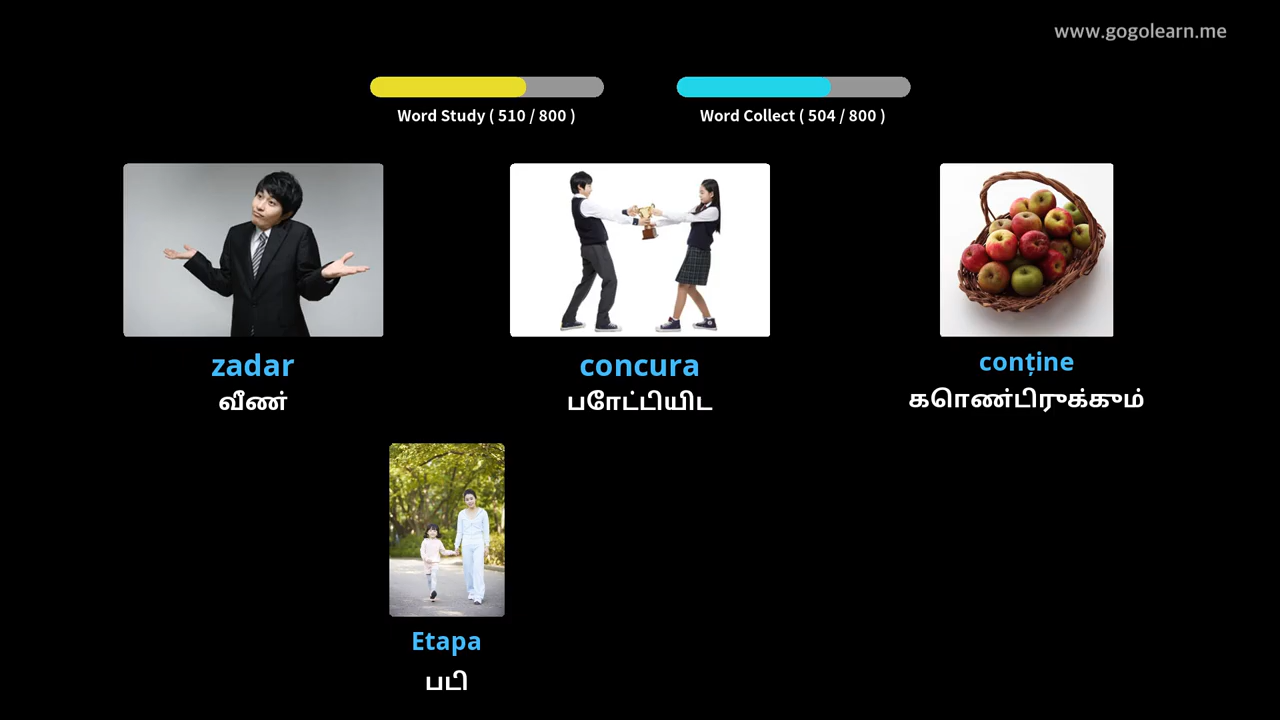 www.gogolearn.me
Word Study ( 510 / 800 )
Word Collect ( 504 / 800 )
zadar
வீண்
concura
போட்டியிட
conține
கொண்டிருக்கும்
Etapa
படி